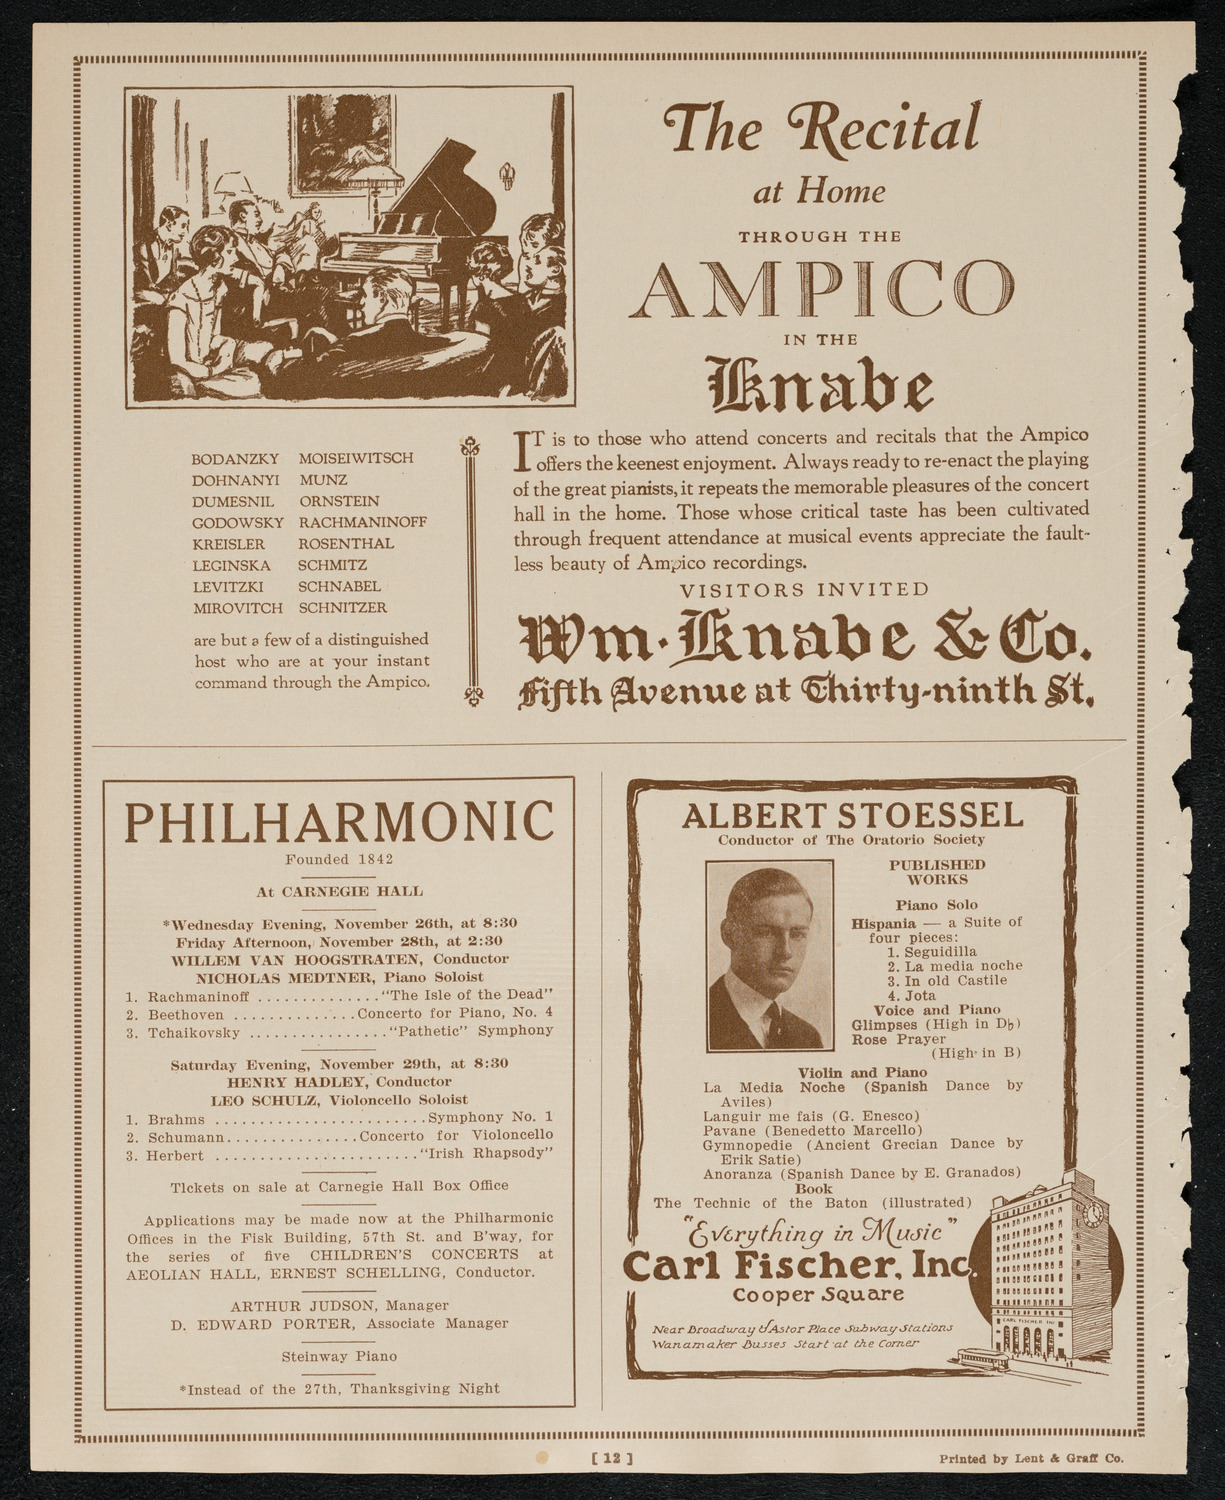 The Recital
at Home
THROUGH THE
AMPICO
IN THE
Knabe
IT is to those who attend concerts and recitals that the Ampico
offers the keenest enjoyment. Always ready to re-enact the playing
of the great pianists, it repeats the memorable pleasures of the concert
hall in the home. Those whose critical taste has been cultivated
through frequent attendance at musical events appreciate the fault-
less beauty of Ampico recordings.
VISITORS INVITED
Wm. Knabe & Co.
Fifth Avenue at Thirty-ninth St.
BODANZKY MOISEIWITSCH
DOHNANYI MUNZ
DUMESNIL ORNSTEIN
GODOWSKY RACHMANINOFF
KREISLER ROSENTHAL
LEGINSKA SCHMITZ
LEVITZKI SCHNABEL
MIROVITCH SCHNITZER
are but a few of a distinguished
host who are at your instant
command through the Ampico.
PHILHARMONIC
Founded 1842
At CARNEGIE HALL
*Wednesday Evening, November 26th, at 8:30
Friday Afternoon, November 28th, at 2:30
WILLEM VAN HOOGSTRATEN, Conductor
NICHOLAS MEDTNER, Piano Soloist
1. Rachmaninoff ..............."The Isle of the Dead"
2. Beethoven ..............Concerto for Piano, No. 4
3. Tchaikovsky ................"Pathetic" Symphony
Saturday Evening, November 29th, at 8:30
HENRY HADLEY, Conductor
LEO SCHULZ, Violoncello Soloist
1. Brahms ........................Symphony No. 1
2. Schumann...............Concerto for Violoncello
3. Herbert ......................."Irish Rhapsody"
Tickets on sale at Carnegie Hall Box Office
Applications may be made now at the Philharmonic
Offices in the Fisk Building, 57th St. and B'way, for
the series of five CHILDREN'S CONCERTS at
AEOLIAN HALL, ERNEST SCHELLING, Conductor.
ARTHUR JUDSON, Manager
D. EDWARD PORTER, Associate Manager
Steinway Piano
*Instead of the 27th, Thanksgiving Night
ALBERT STOESSEL
Conductor of The Oratorio Society
PUBLISHED
WORKS
Piano Solo
Hispania — a Suite of
four pieces:
1. Seguidilla
2. La media noche
3. In old Castile
4. Jota
Voice and Piano
Glimpses (High in D♭)
Rose Prayer
(High in B)
Violin and Piano
La Media Noche (Spanish Dance by
Aviles)
Languir me fais (G. Enesco)
Pavane (Benedetto Marcello)
Gymnopedie (Ancient Grecian Dance by
Erik Satie)
Anoranza (Spanish Dance by E. Granados)
Book
The Technic of the Baton (illustrated)
"Everything in Music"
Carl Fischer, Inc.
Cooper Square
CARL FISCHER INC
Near Broadway & Astor Place Subway Stations
Wanamaker Busses Start at the Corner
[ 12 ]
Printed by Lent & Graff Co.